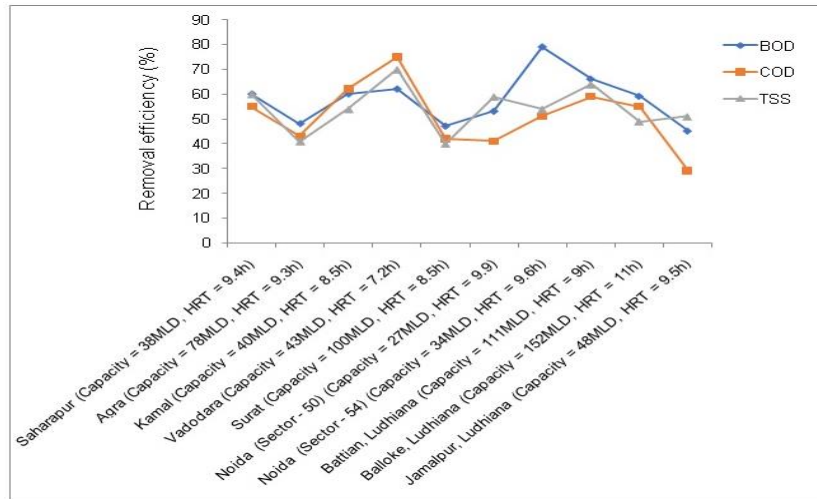 90
80
70
60
50
40
30
20
10
0
Removal efficiency (%)
BOD
COD
TSS
Saharapur (Capacity = 38MLD, HRT = 9.4h)
Agra (Capacity = 78MLD, HRT = 9.3h)
Kamal (Capacity = 40MLD, HRT = 8.5h)
Vadodara (Capacity = 43MLD, HRT = 7.2h)
Surat (Capacity = 100MLD, HRT = 8.5h)
Noida (Sector - 50) (Capacity = 27MLD, HRT = 9.9)
Noida (Sector - 54) (Capacity = 34MLD, HRT = 9.6h)
Battian, Ludhiana (Capacity = 111MLD, HRT = 9h)
Balloke, Ludhiana (Capacity = 152MLD, HRT = 11h)
Jamalpur, Ludhiana (Capacity = 48MLD, HRT = 9.5h)